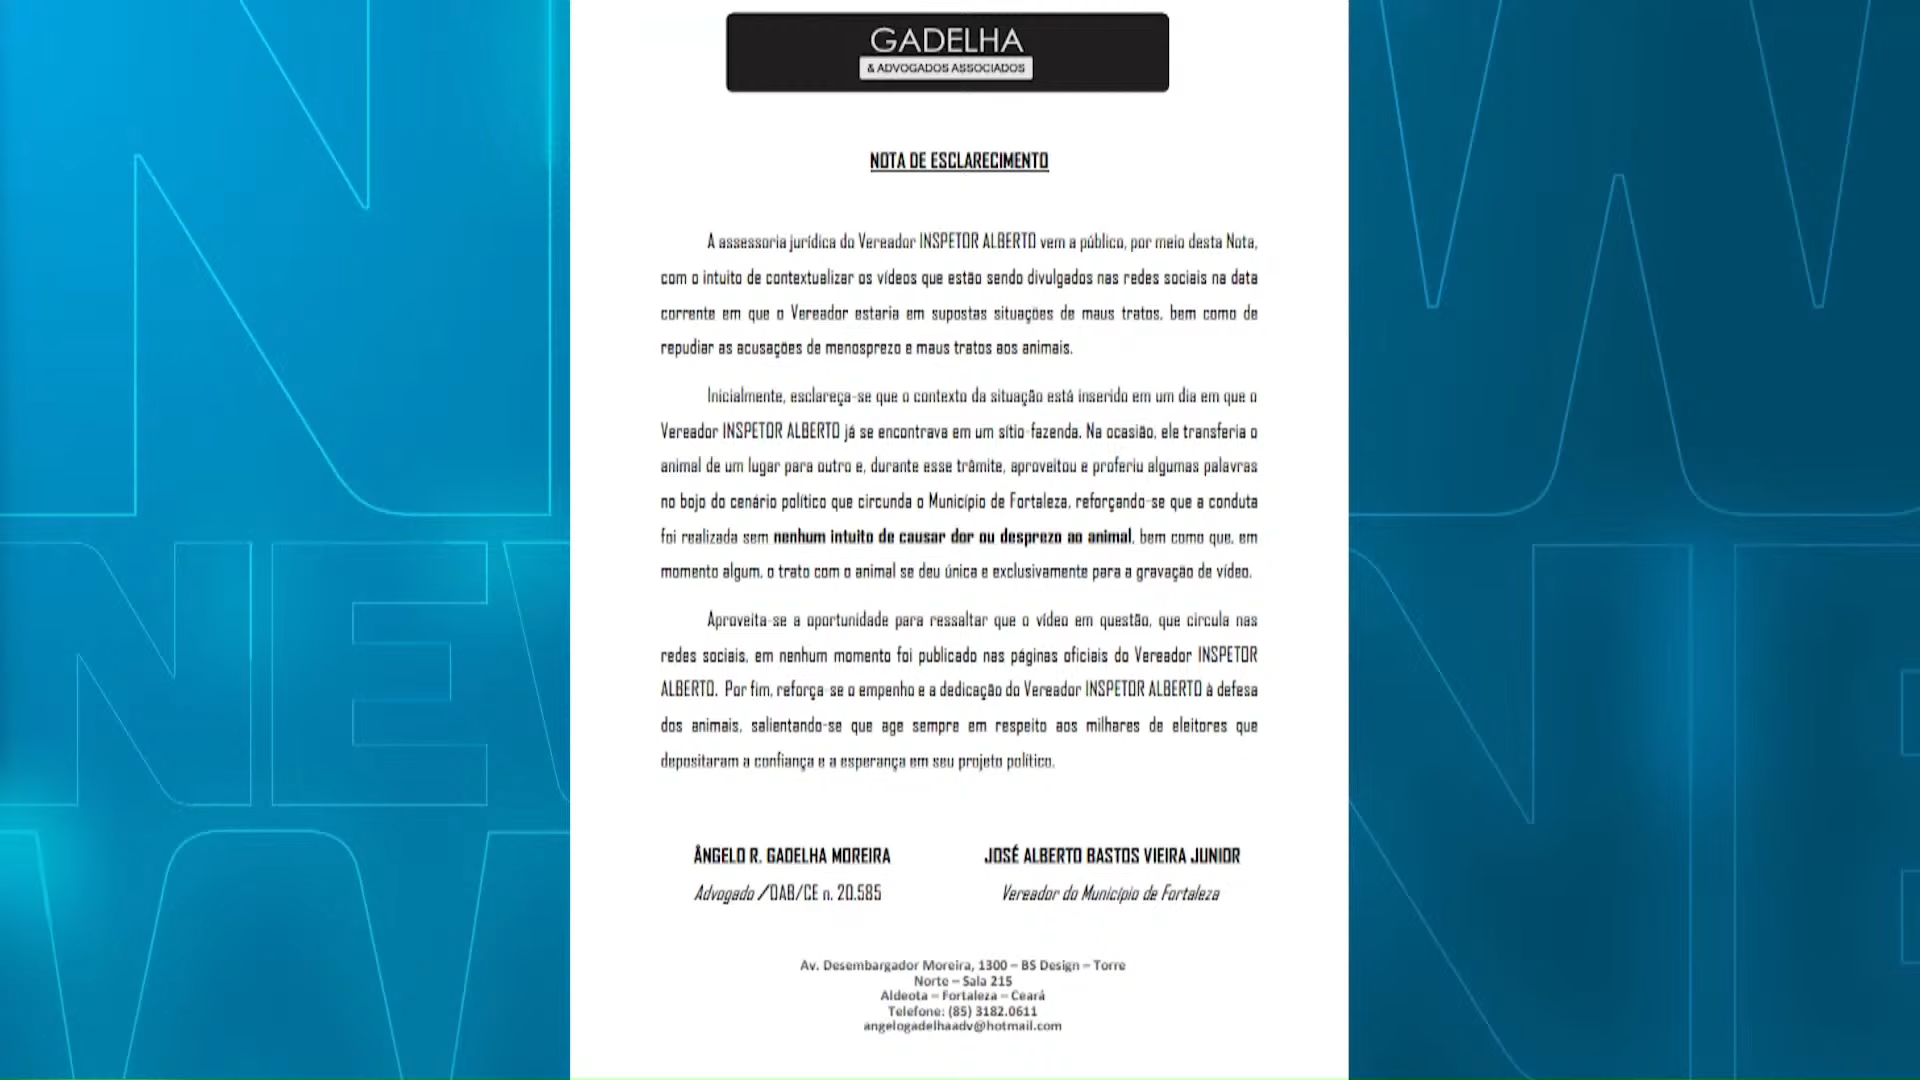 GADELHA
& ADVOGADOS ASSOCIADOS
NOTA DE ESCLARECIMENTO
A assessoria jurídica do Vereador INSPETOR ALBERTO vem a público, por meio desta Nota,
com o intuito de contextualizar os vídeos que estão sendo divulgados nas redes sociais na data
corrente em que o Vereador estaria em supostas situações de maus tratos, bem como de
repudiar as acusações de menosprezo e maus tratos aos animais.
Inicialmente, esclareça-se que o contexto da situação está inserido em um dia em que o
Vereador INSPETOR ALBERTO já se encontrava em um sítio-fazenda. Na ocasião, ele transferia o
animal de um lugar para outro e, durante esse trâmite, aproveitou e proferiu algumas palavras
no bojo do cenário político que circunda o Município de Fortaleza, reforçando-se que a conduta
foi realizada sem nenhum intuito de causar dor ou desprezo ao animal, bem como que, em
momento algum, o trato com o animal se deu única e exclusivamente para a gravação de vídeo.
Aproveita-se a oportunidade para ressaltar que o vídeo em questão, que circula nas
redes sociais, em nenhum momento foi publicado nas páginas oficiais do Vereador INSPETOR
ALBERTO. Por fim, reforça-se o empenho e a dedicação do Vereador INSPETOR ALBERTO à defesa
dos animais, salientando-se que age sempre em respeito aos milhares de eleitores que
depositaram a confiança e a esperança em seu projeto político.
ÂNGELO R. GADELHA MOREIRA JOSÉ ALBERTO BASTOS VIEIRA JUNIOR
Advogado /OAB/CE n. 20.585 Vereador do Município de Fortaleza
Av. Desembargador Moreira, 1300 – BS Design – Torre
Norte – Sala 215
Aldeota – Fortaleza – Ceará
Telefone: (85) 3182.0611
angelogadelhaadv@hotmail.com